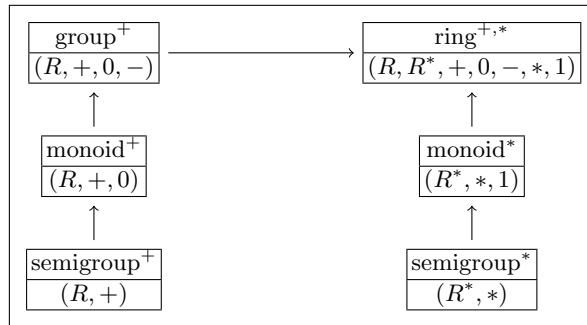 group⁺
(R, +, 0, −)
ring⁺,*
(R, R*, +, 0, −, *, 1)
monoid⁺
(R, +, 0)
monoid*
(R*, *, 1)
semigroup⁺
(R, +)
semigroup*
(R*, *)